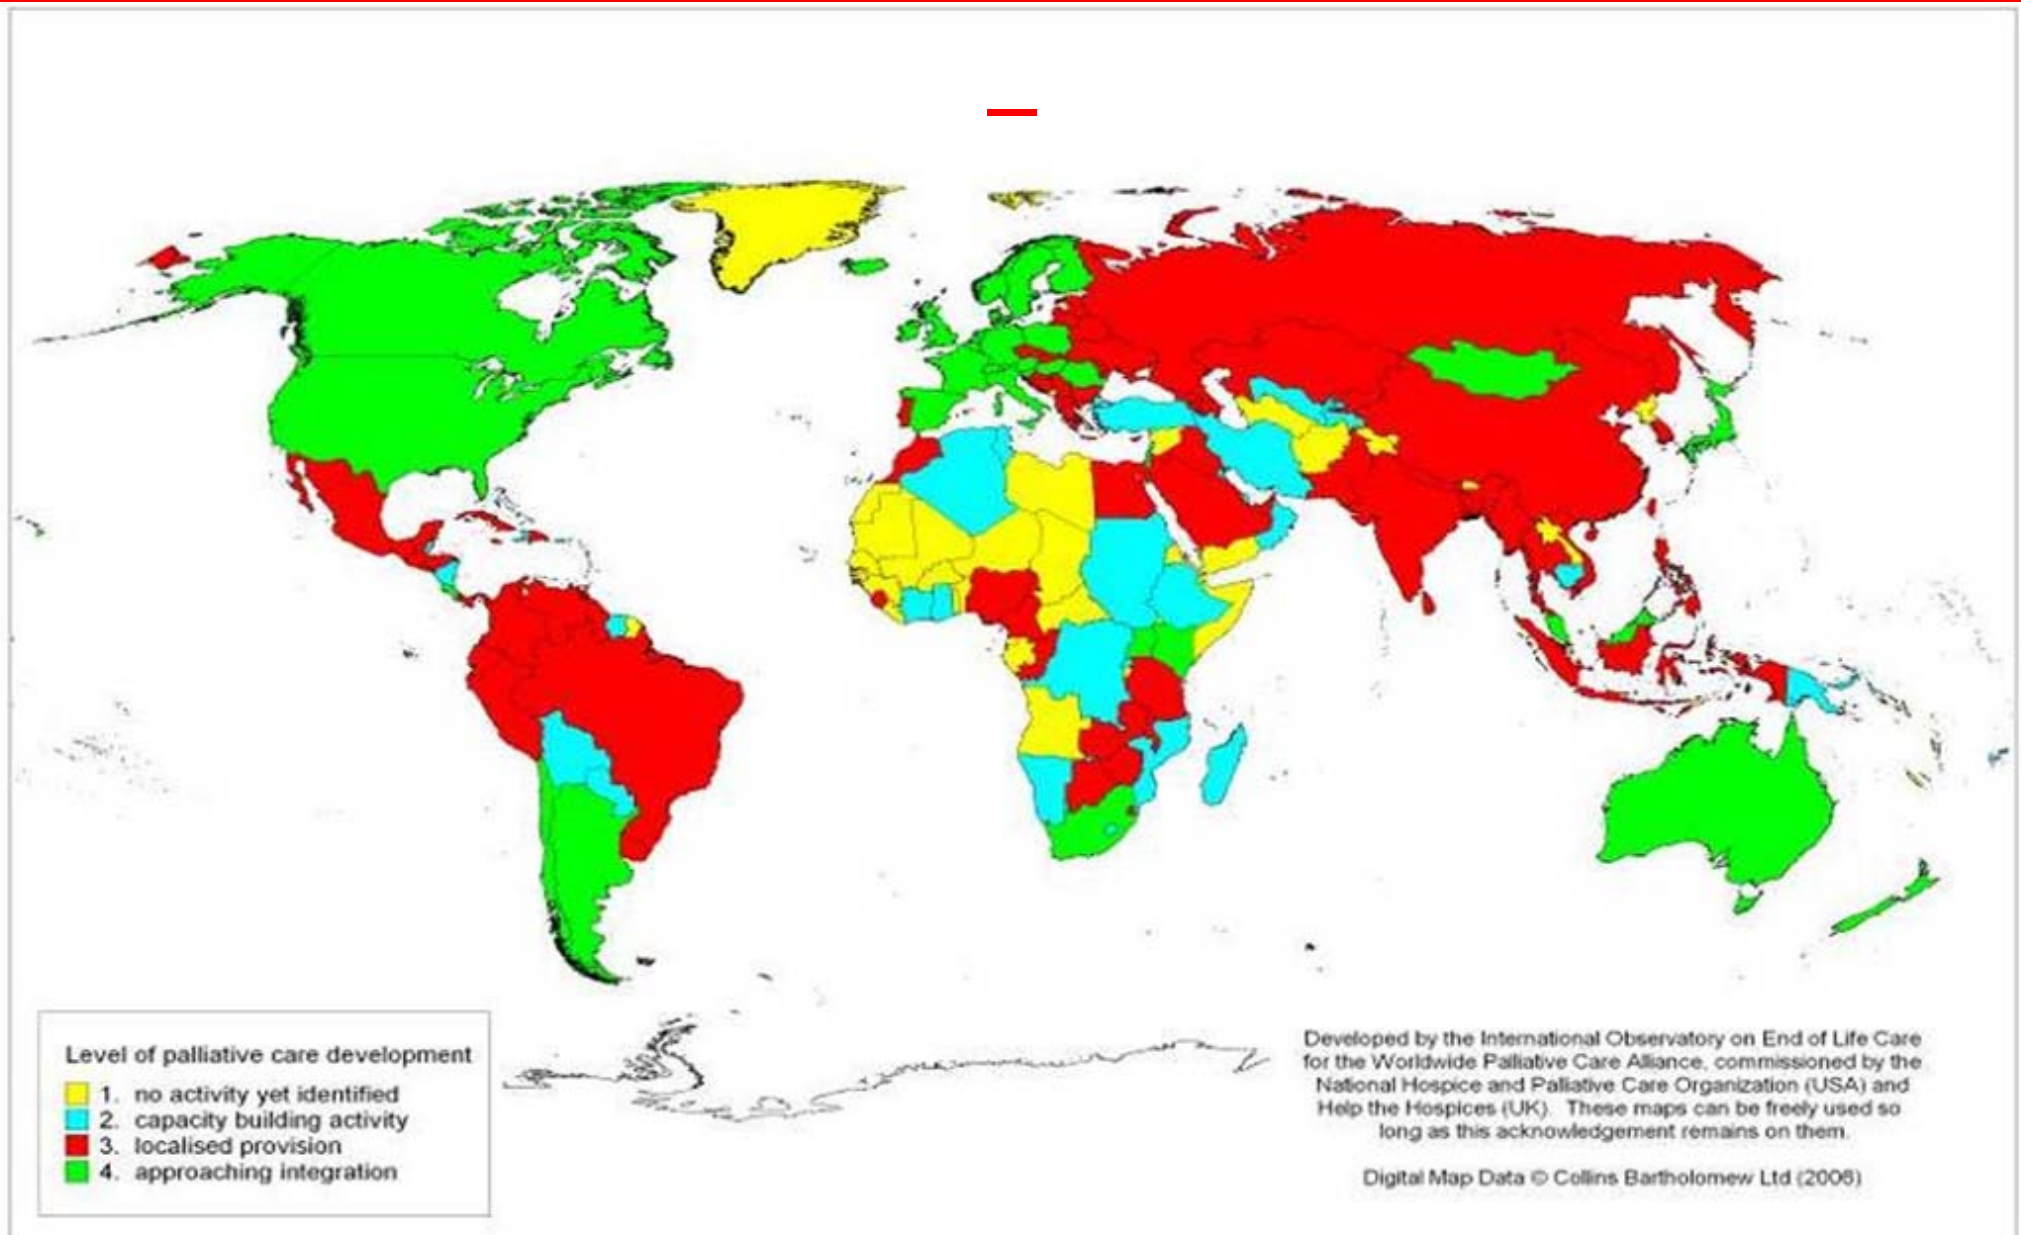 Level of palliative care development
1. no activity yet identified
2. capacity building activity
3. localised provision
4. approaching integration
Developed by the International Observatory on End of Life Care
for the Worldwide Palliative Care Alliance, commissioned by the
National Hospice and Palliative Care Organization (USA) and
Help the Hospices (UK). These maps can be freely used so
long as this acknowledgement remains on them.
Digital Map Data © Collins Bartholomew Ltd (2006)